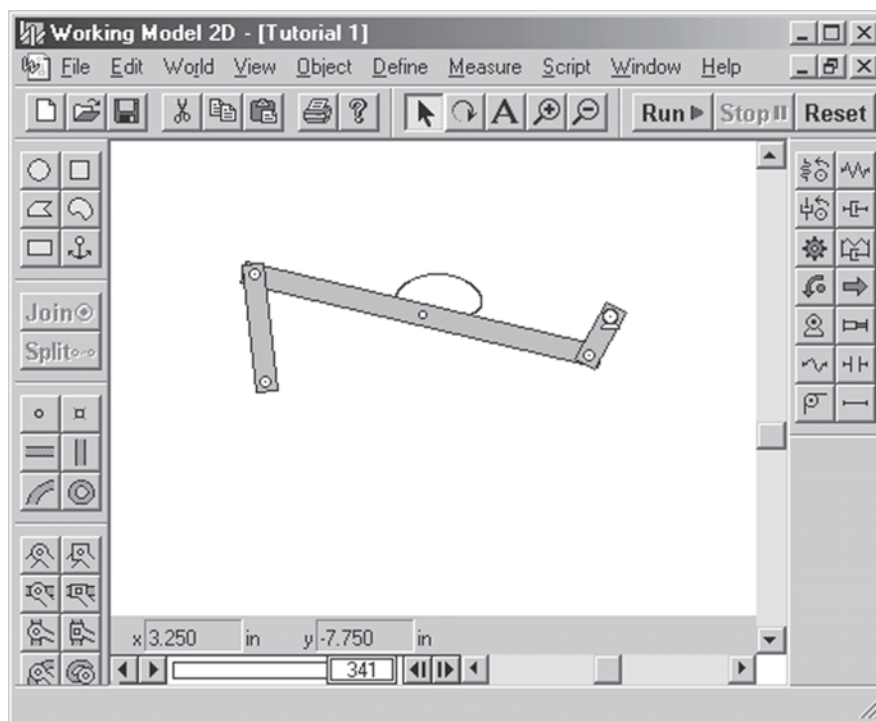 Working Model 2D - [Tutorial 1]
File Edit World View Object Define Measure Script Window Help
A Run Stop Reset
Join
Split
x 3.250 in y -7.750 in
341